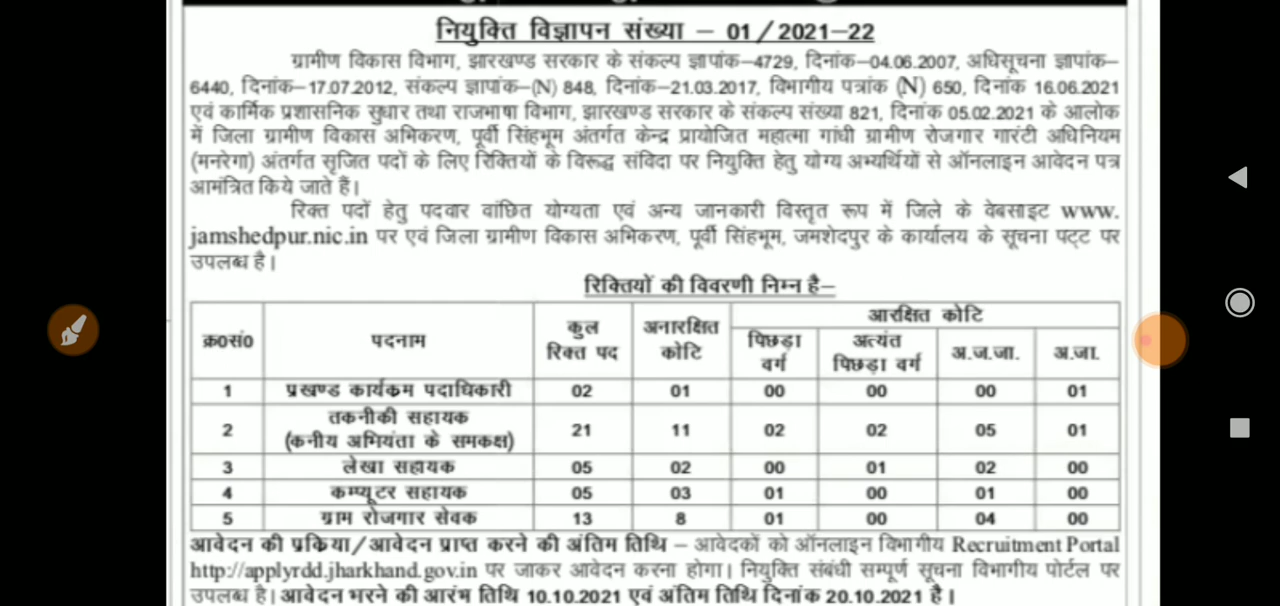 नियुक्ति विज्ञापन संख्या – 01/2021–22
ग्रामीण विकास विभाग, झारखण्ड सरकार के संकल्प ज्ञापांक–4729, दिनांक–04.06.2007, अधिसूचना ज्ञापांक–
6440, दिनांक–17.07.2012, संकल्प ज्ञापांक–(N) 848, दिनांक–21.03.2017, विभागीय पत्रांक (N) 650, दिनांक 16.06.2021
एवं कार्मिक प्रशासनिक सुधार तथा राजभाषा विभाग, झारखण्ड सरकार के संकल्प संख्या 821, दिनांक 05.02.2021 के आलोक
में जिला ग्रामीण विकास अभिकरण, पूर्वी सिंहभूम अंतर्गत केन्द्र प्रायोजित महात्मा गांधी ग्रामीण रोजगार गारंटी अधिनियम
(मनरेगा) अंतर्गत सृजित पदों के लिए रिक्तियों के विरूद्ध संविदा पर नियुक्ति हेतु योग्य अभ्यर्थियों से ऑनलाइन आवेदन पत्र
आमंत्रित किये जाते हैं।
रिक्त पदों हेतु पदवार वांछित योग्यता एवं अन्य जानकारी विस्तृत रूप में जिले के वेबसाइट www.
jamshedpur.nic.in पर एवं जिला ग्रामीण विकास अभिकरण, पूर्वी सिंहभूम, जमशेदपुर के कार्यालय के सूचना पट्ट पर
उपलब्ध है।
रिक्तियों की विवरणी निम्न है–
क्र0सं0 पदनाम कुल रिक्त पद अनारक्षित कोटि आरक्षित कोटि
पिछड़ा वर्ग अत्यंत पिछड़ा वर्ग अ.ज.जा. अ.जा.
1 प्रखण्ड कार्यक्रम पदाधिकारी 02 01 00 00 00 01
2 तकनीकी सहायक (कनीय अभियंता के समकक्ष) 21 11 02 02 05 01
3 लेखा सहायक 05 02 00 01 02 00
4 कम्प्यूटर सहायक 05 03 01 00 01 00
5 ग्राम रोजगार सेवक 13 8 01 00 04 00
आवेदन की प्रक्रिया/आवेदन प्राप्त करने की अंतिम तिथि – आवेदकों को ऑनलाइन विभागीय Recruitment Portal
http://applyrdd.jharkhand.gov.in पर जाकर आवेदन करना होगा। नियुक्ति संबंधी सम्पूर्ण सूचना विभागीय पोर्टल पर
उपलब्ध है। आवेदन भरने की आरंभ तिथि 10.10.2021 एवं अंतिम तिथि दिनांक 20.10.2021 है।